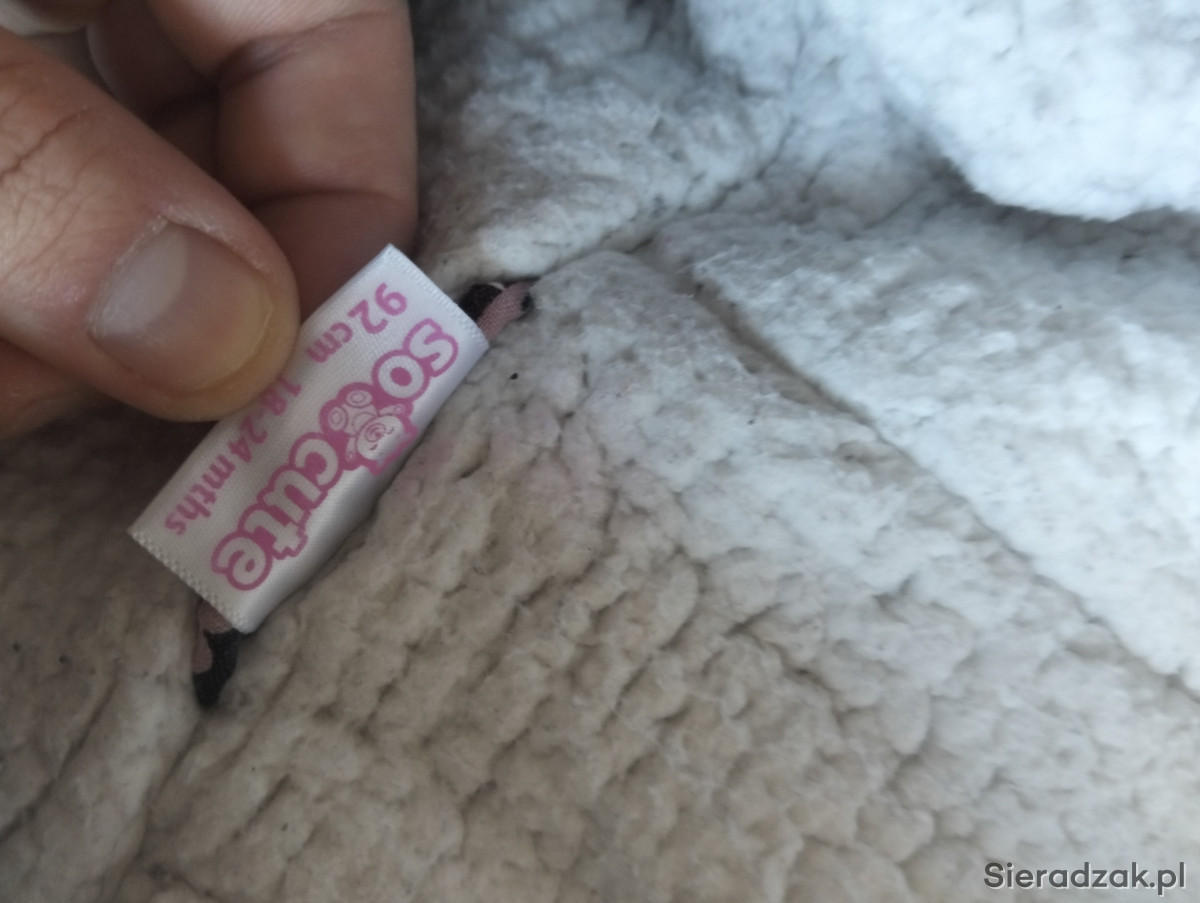 so cute
92 cm 18-24 mths
Sieradzak.pl